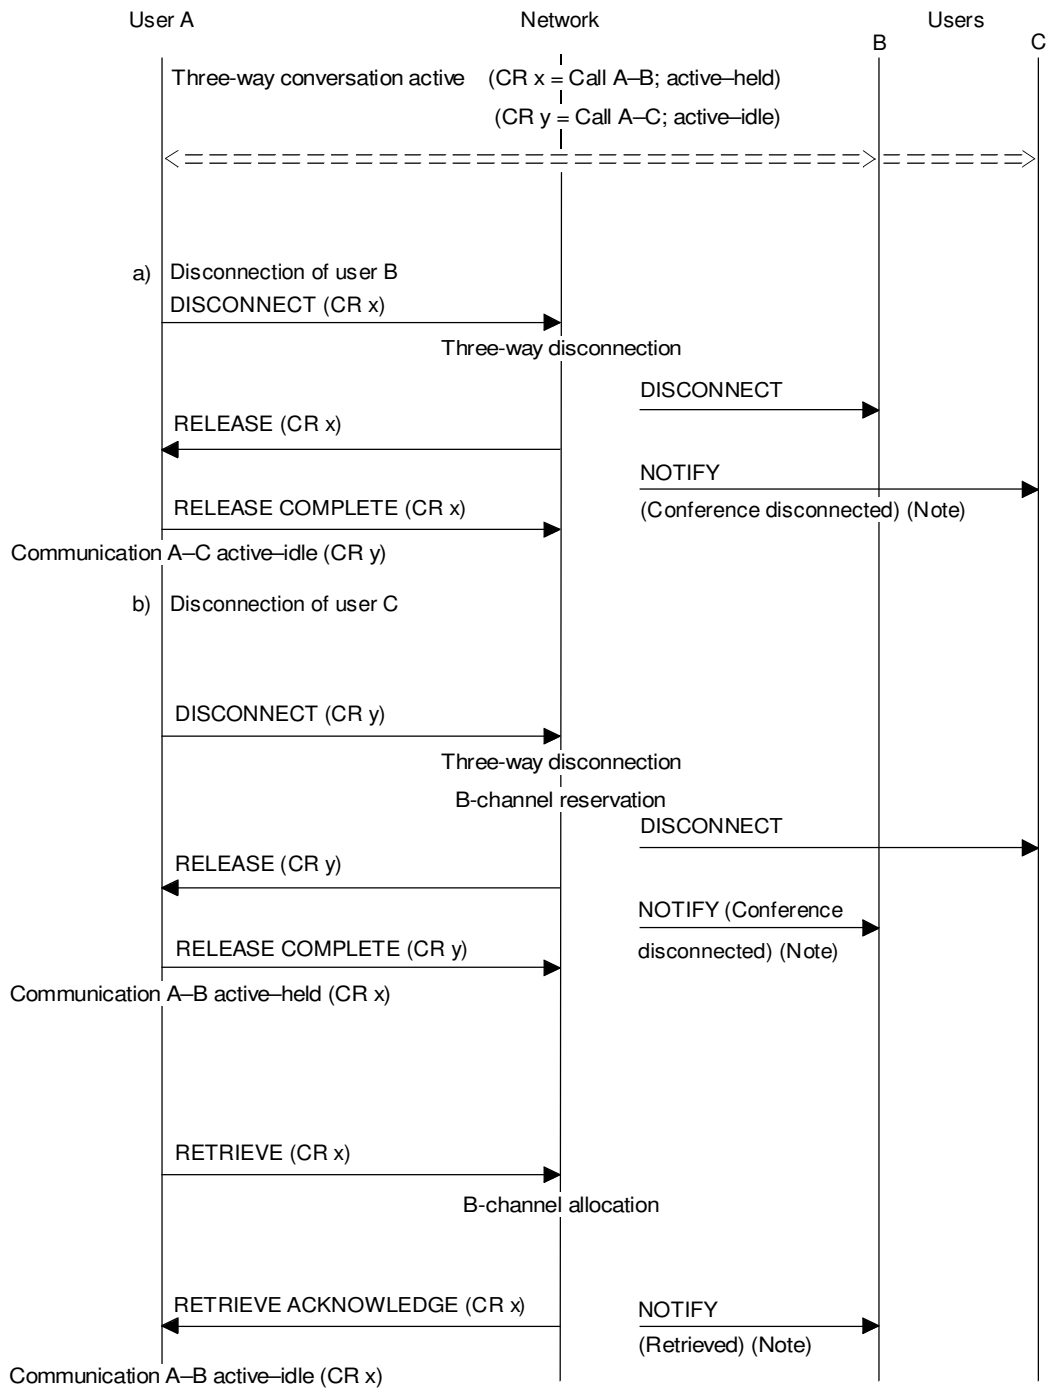 User A
Network
Users
B
C
Three-way conversation active (CR x = Call A–B; active–held)
(CR y = Call A–C; active–idle)
a) Disconnection of user B
DISCONNECT (CR x)
Three-way disconnection
DISCONNECT
RELEASE (CR x)
NOTIFY
RELEASE COMPLETE (CR x)
(Conference disconnected) (Note)
Communication A–C active–idle (CR y)
b) Disconnection of user C
DISCONNECT (CR y)
Three-way disconnection
B-channel reservation
DISCONNECT
RELEASE (CR y)
NOTIFY (Conference
disconnected) (Note)
RELEASE COMPLETE (CR y)
Communication A–B active–held (CR x)
RETRIEVE (CR x)
B-channel allocation
RETRIEVE ACKNOWLEDGE (CR x)
NOTIFY
(Retrieved) (Note)
Communication A–B active–idle (CR x)